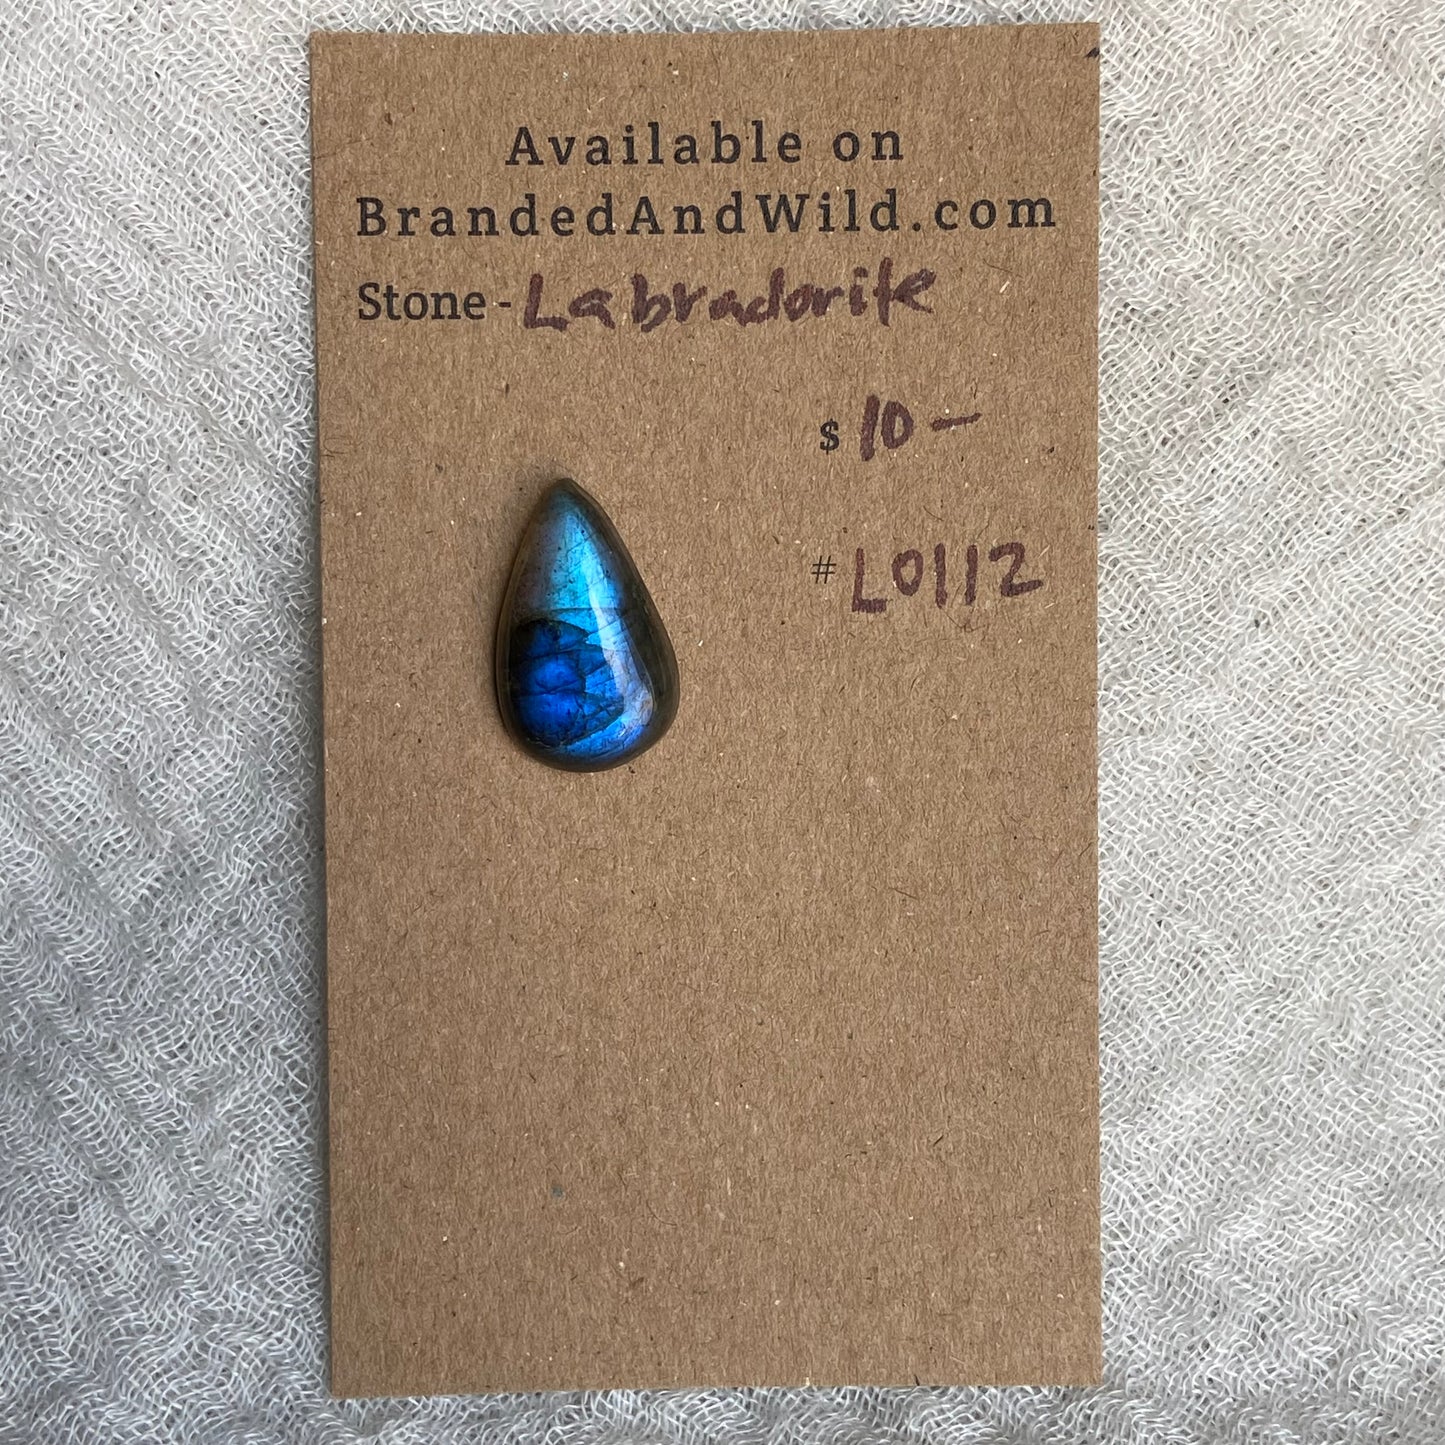 Available on
BrandedAndWild.com
Stone - Labradorite
$ 10 —
# L0112